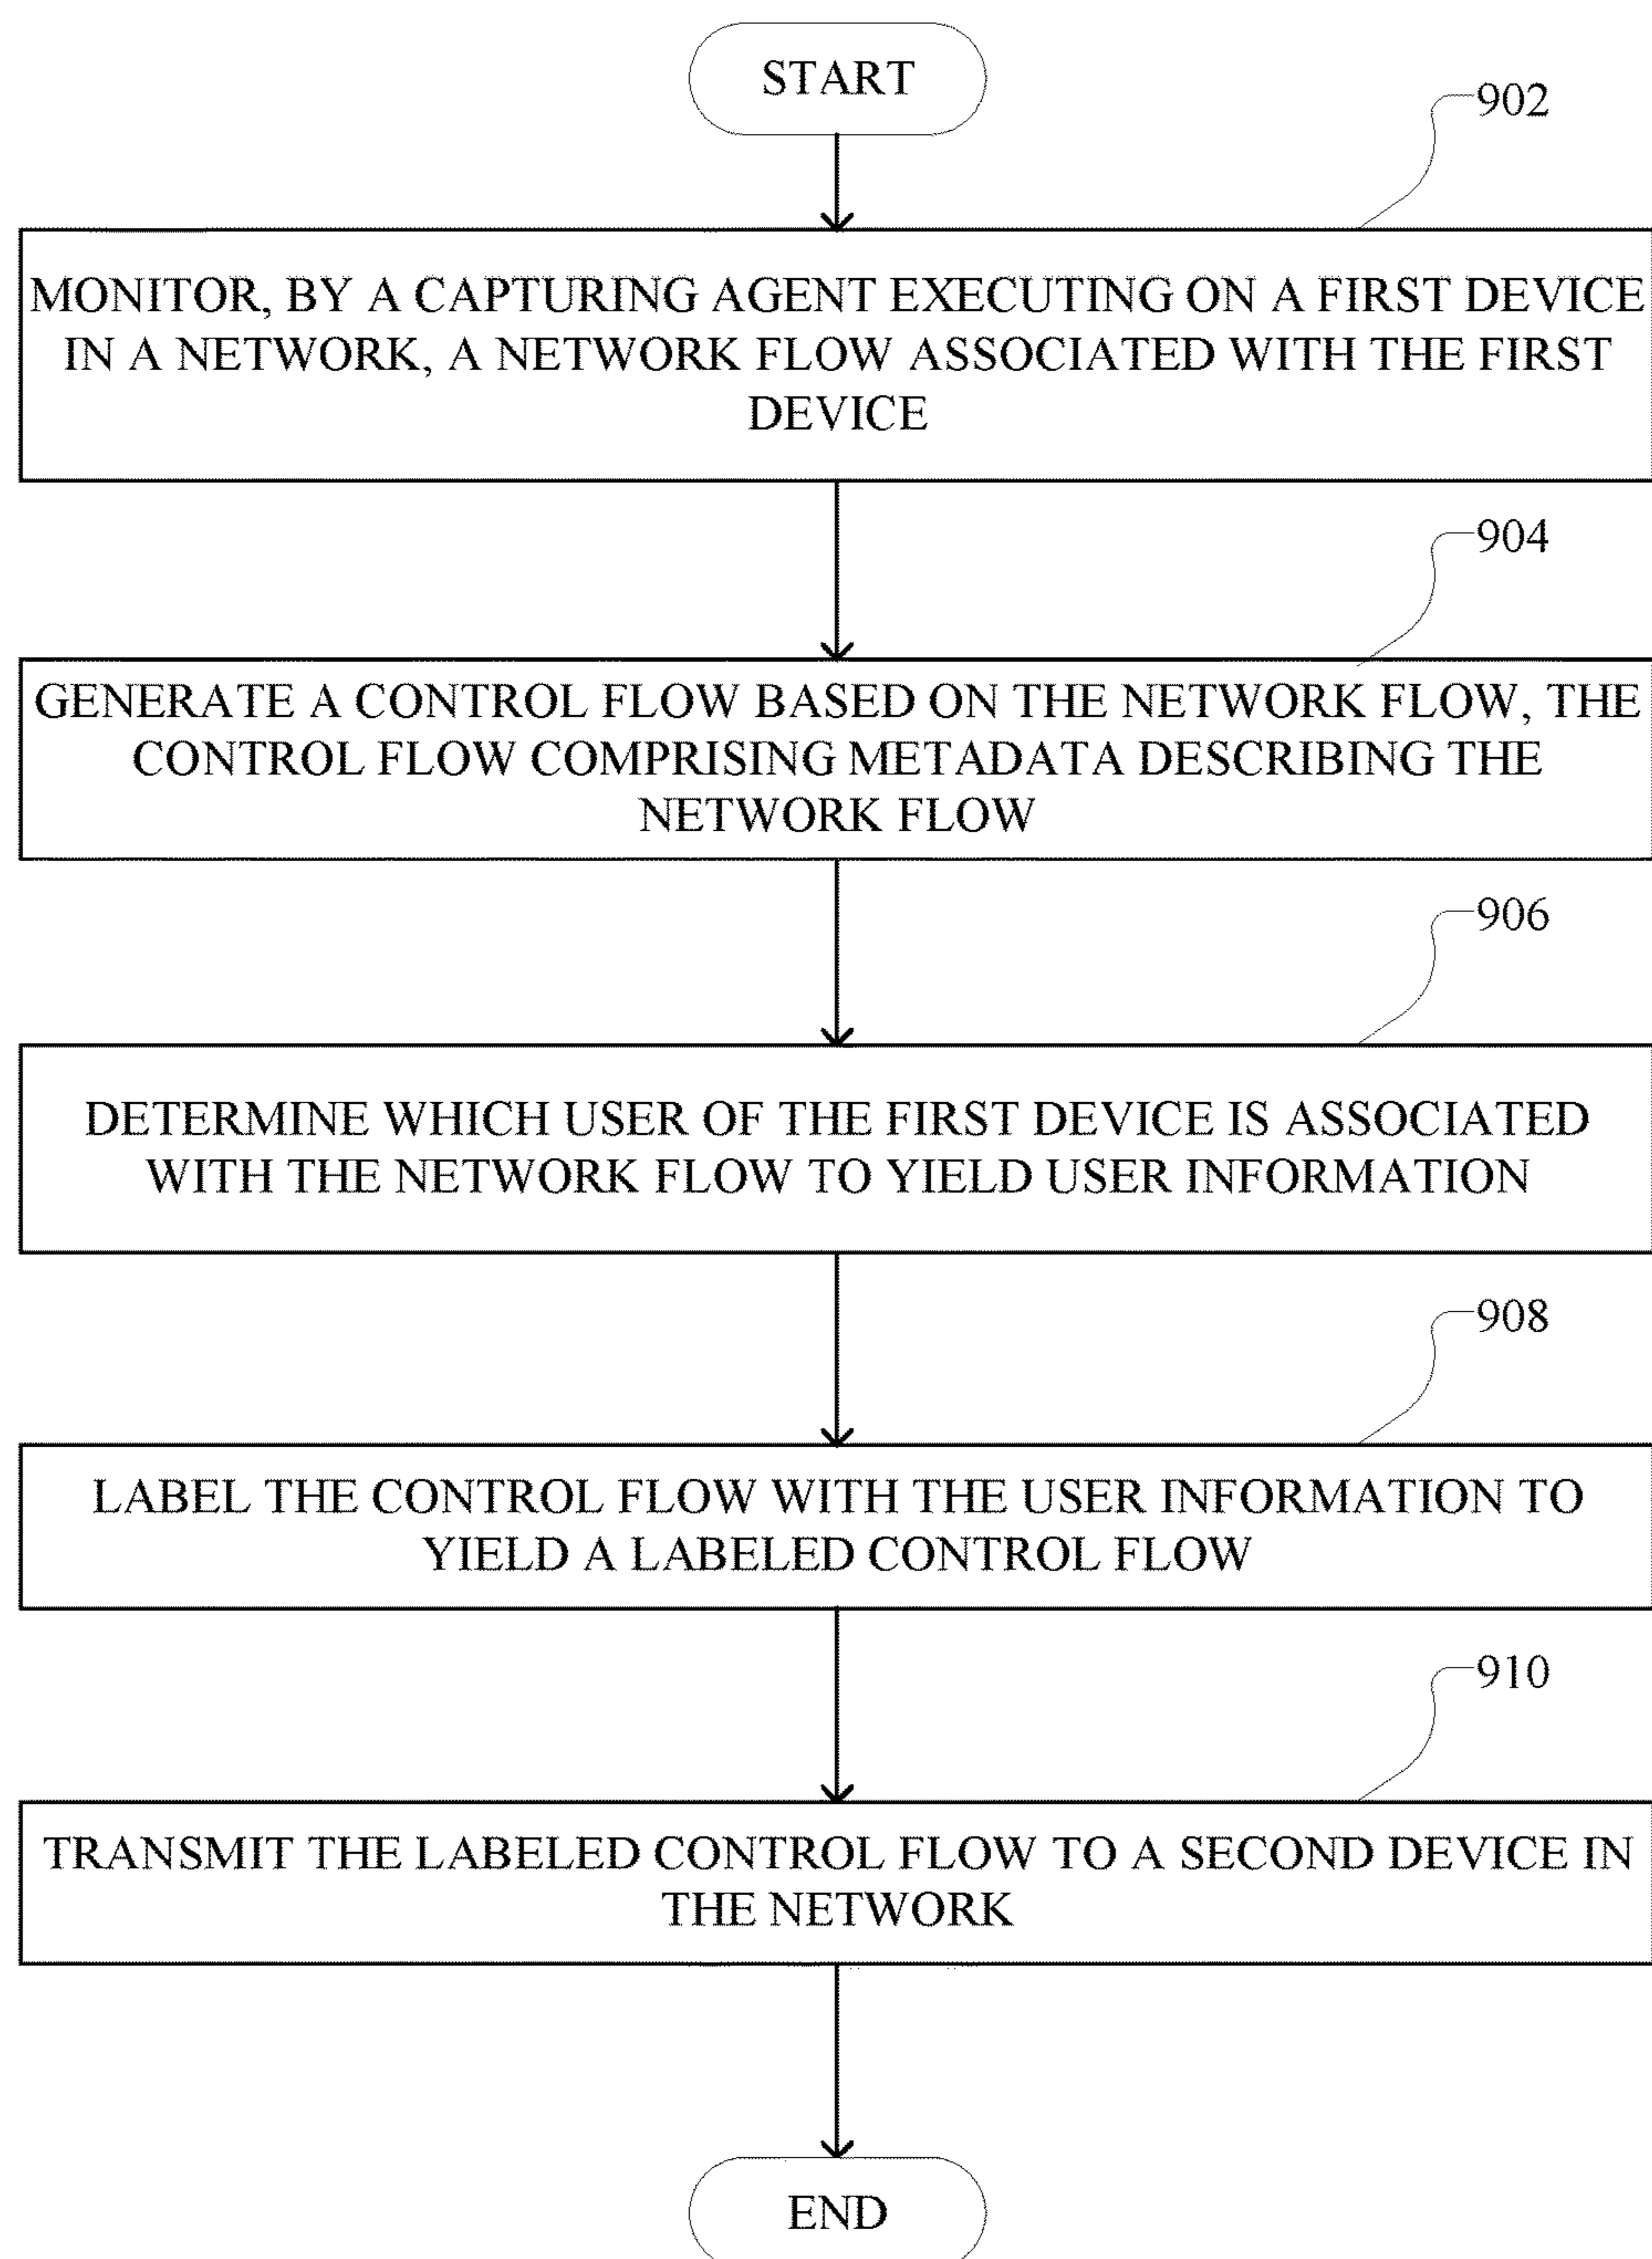 START
902
MONITOR, BY A CAPTURING AGENT EXECUTING ON A FIRST DEVICE
IN A NETWORK, A NETWORK FLOW ASSOCIATED WITH THE FIRST
DEVICE
904
GENERATE A CONTROL FLOW BASED ON THE NETWORK FLOW, THE
CONTROL FLOW COMPRISING METADATA DESCRIBING THE
NETWORK FLOW
906
DETERMINE WHICH USER OF THE FIRST DEVICE IS ASSOCIATED
WITH THE NETWORK FLOW TO YIELD USER INFORMATION
908
LABEL THE CONTROL FLOW WITH THE USER INFORMATION TO
YIELD A LABELED CONTROL FLOW
910
TRANSMIT THE LABELED CONTROL FLOW TO A SECOND DEVICE IN
THE NETWORK
END